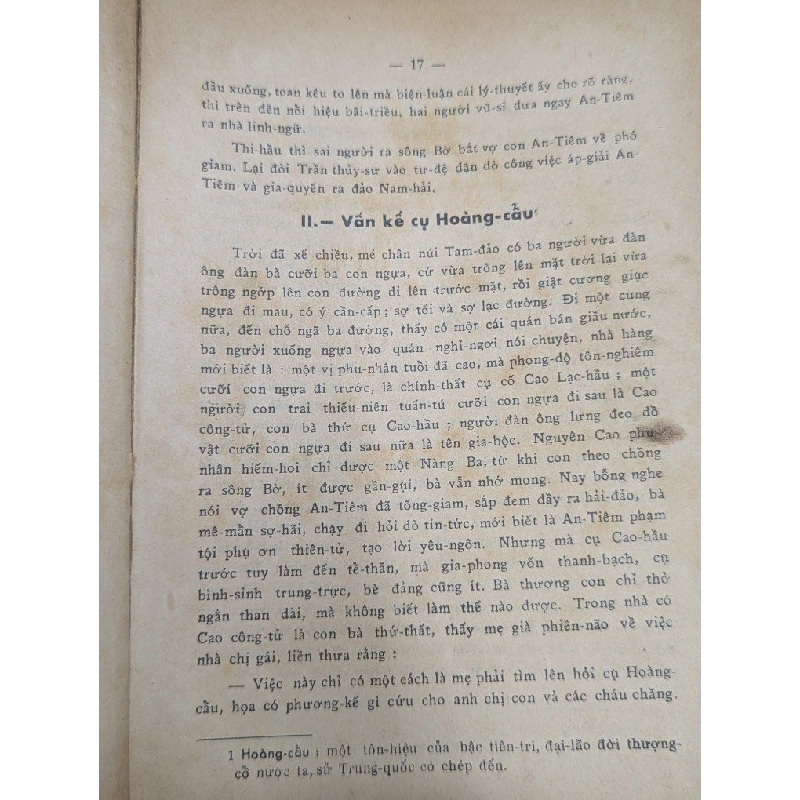 — 17 —
đầu xuống, toan kêu to lên mà biện-luận cái lý-thuyết ấy cho rõ ràng,
thì trên đền nổi hiệu bãi-triều, hai người vũ-sĩ đưa ngay An-Tiêm
ra nhà linh-ngữ.
Thi-hầu thì sai người ra sông Bờ bắt vợ con An-Tiêm về phó
giam. Lại đòi Trần thủy-sư vào tư-đệ dặn dò công việc áp-giải An-
Tiêm và gia-quyến ra đảo Nam-hải.
II.— Vấn kế cụ Hoàng-cầu¹
Trời đã xế chiều, mé chân núi Tam-đảo có ba người vừa đàn
ông đàn bà cưỡi ba con ngựa, cứ vừa trông lên mặt trời lại vừa
trông ngớp lên con đường đi lên trước mặt, rồi giật cương giục
ngựa đi mau, có ý cần-cấp; sợ tối và sợ lạc đường. Đi một cung
nữa, đến chỗ ngã ba đường, thấy có một cái quán bán giầu nước,
ba người xuống ngựa vào quán nghỉ-ngơi nói chuyện, nhà hàng
mới biết là : một vị phu-nhân tuổi đã cao, mà phong-độ tôn-nghiêm
cưỡi con ngựa đi trước, là chính-thất cụ cố Cao Lạc-hầu ; một
người con trai thiếu-niên tuấn-tú cưỡi con ngựa đi sau là Cao
công-tử, con bà thứ cụ Cao-hầu ; người đàn ông lưng đeo đồ
vật cưỡi con ngựa đi sau nữa là tên gia-bộc. Nguyên Cao phu-
nhân hiếm-hoi chỉ được một Nàng Ba, từ khi con theo chồng
ra sông Bờ, ít được gần-gụi, bà vẫn nhớ mong. Nay bỗng nghe
nói vợ chồng An-Tiêm đã tống-giam, sắp đem đầy ra hải-đảo, bà
mê-mẩn sợ-hãi, chạy đi hỏi dò tin-tức, mới biết là An-Tiêm phạm
tội phụ ơn thiên-tử, tạo lời yêu-ngôn. Nhưng mà cụ Cao-hầu
trước tuy làm đến tể-thần, mà gia-phong vốn thanh-bạch, cụ
bình-sinh trung-trực, bè đảng cũng ít. Bà thương con chỉ thở
ngắn than dài, mà không biết làm thế nào được. Trong nhà có
Cao công-tử là con bà thứ-thất, thấy mẹ già phiền-não về việc
nhà chị gái, liền thưa rằng :
— Việc này chỉ có một cách là mẹ phải tìm lên hỏi cụ Hoàng-
cầu, họa có phương-kế gì cứu cho anh chị con và các cháu chăng.
1 Hoàng-cầu : một tôn-hiệu của bậc tiên-tri, đại-lão đời thượng-
cổ nước ta, sử Trung-quốc có chép đến.